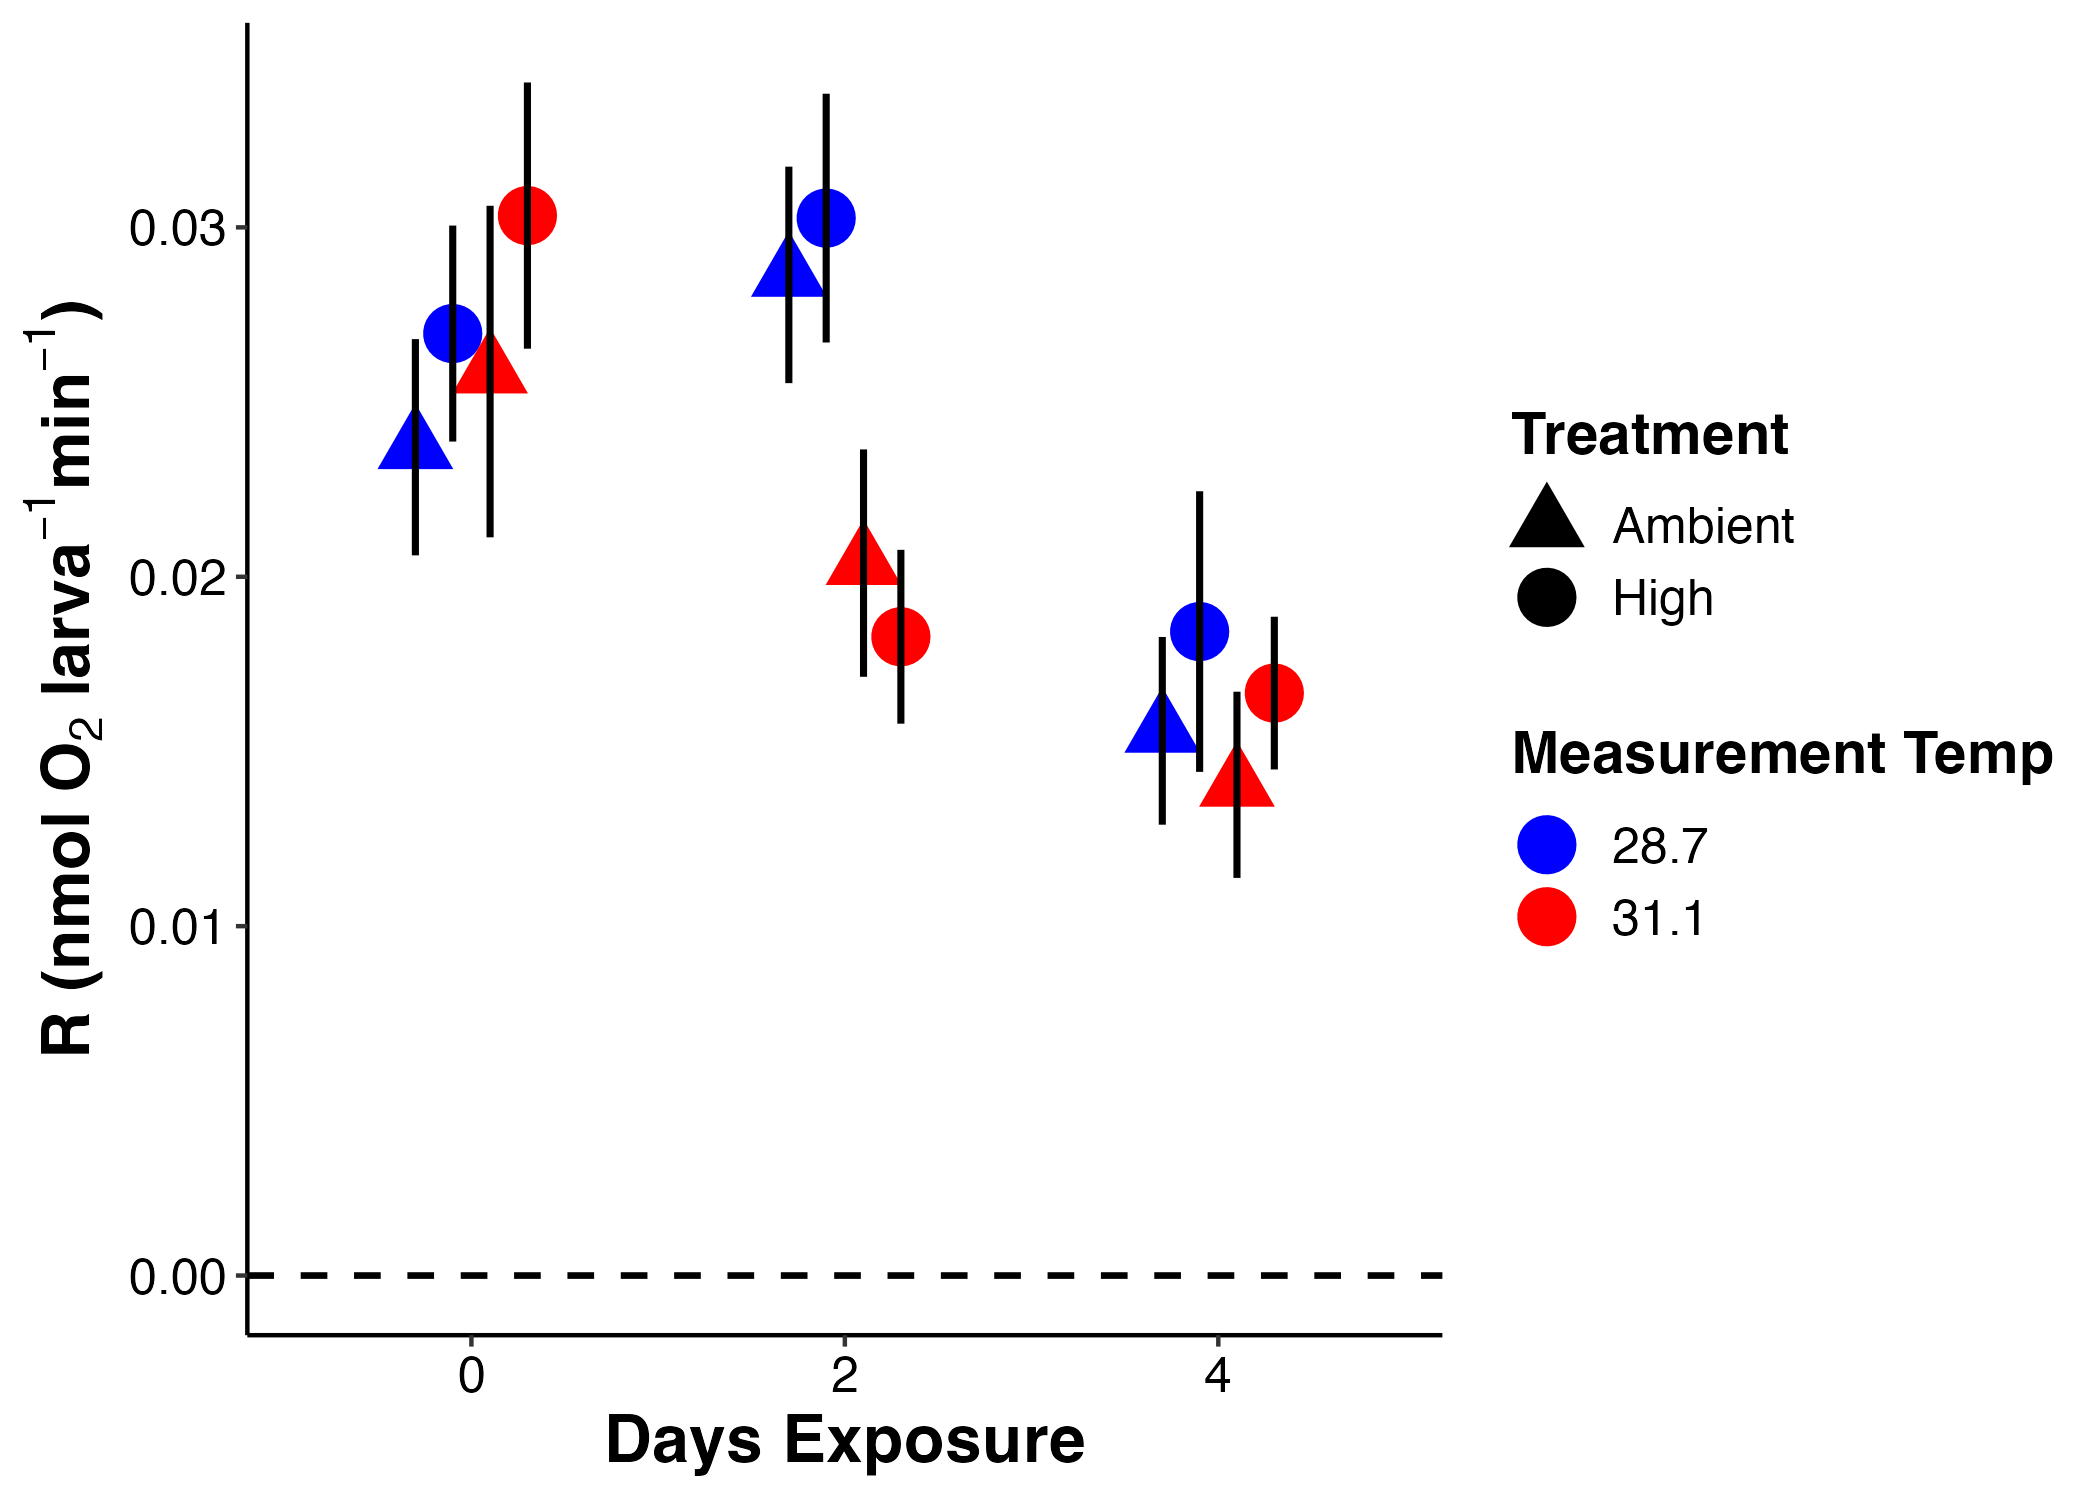 R (nmol O₂ larva⁻¹min⁻¹)
0.03
0.02
0.01
0.00
0
2
4
Days Exposure
Treatment
Ambient
High
Measurement Temp
28.7
31.1